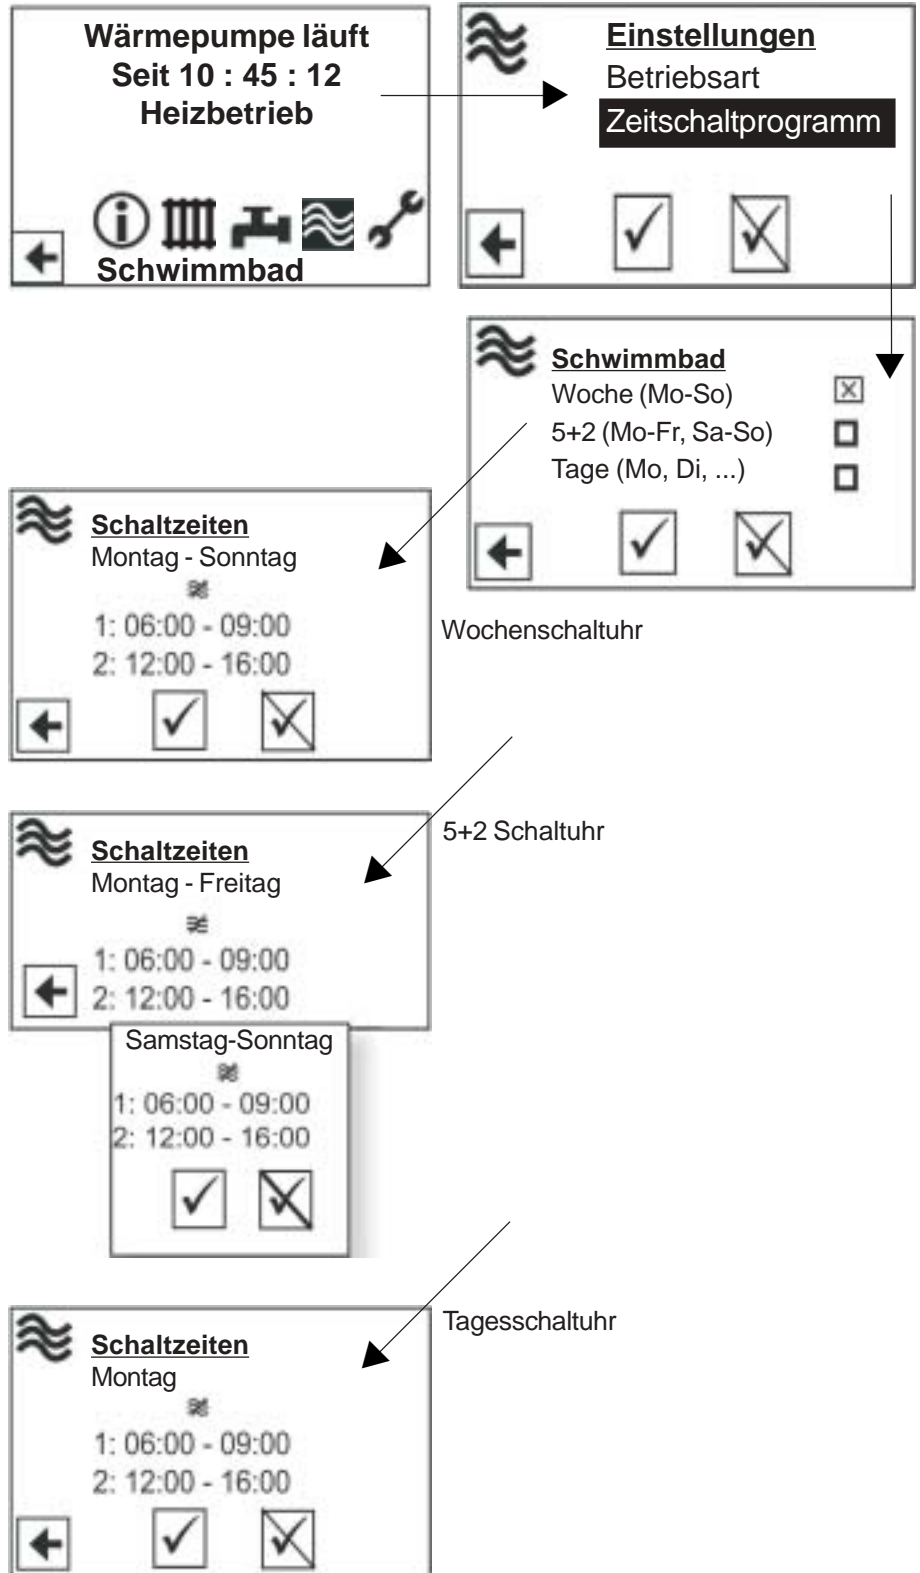 Wärmepumpe läuft
Seit 10 : 45 : 12
Heizbetrieb
Schwimmbad
Einstellungen
Betriebsart
Zeitschaltprogramm
Schwimmbad
Woche (Mo-So)
5+2 (Mo-Fr, Sa-So)
Tage (Mo, Di, ...)
Schaltzeiten
Montag - Sonntag
1: 06:00 - 09:00
2: 12:00 - 16:00
Wochenschaltuhr
Schaltzeiten
Montag - Freitag
1: 06:00 - 09:00
2: 12:00 - 16:00
5+2 Schaltuhr
Samstag-Sonntag
1: 06:00 - 09:00
2: 12:00 - 16:00
Schaltzeiten
Montag
1: 06:00 - 09:00
2: 12:00 - 16:00
Tagesschaltuhr